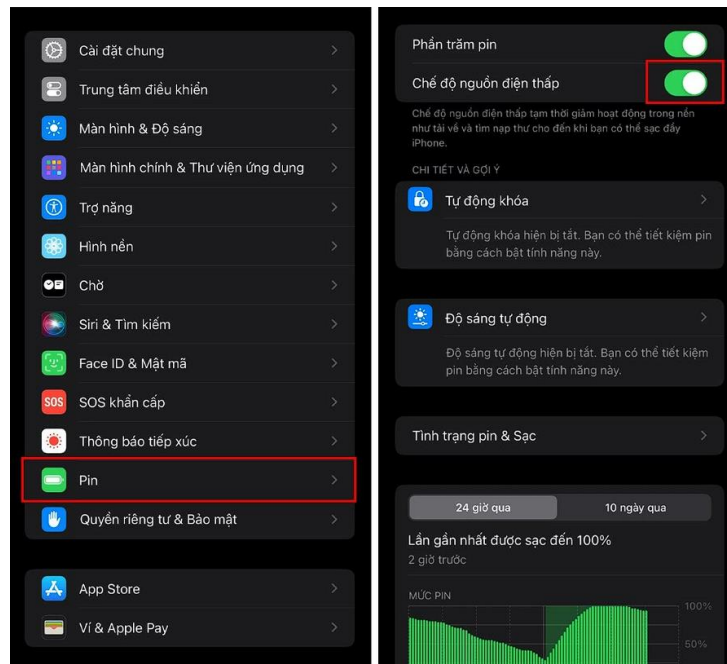 Cài đặt chung
Trung tâm điều khiển
Màn hình & Độ sáng
Màn hình chính & Thư viện ứng dụng
Trợ năng
Hình nền
Chờ
Siri & Tìm kiếm
Face ID & Mật mã
SOS
SOS khẩn cấp
Thông báo tiếp xúc
Pin
Quyền riêng tư & Bảo mật
App Store
Ví & Apple Pay
Phần trăm pin
Chế độ nguồn điện thấp
Chế độ nguồn điện thấp tạm thời giảm hoạt động trong nền
như tải về và tìm nạp thư cho đến khi bạn có thể sạc đầy
iPhone.
CHI TIẾT VÀ GỢI Ý
Tự động khóa
Tự động khóa hiện bị tắt. Bạn có thể tiết kiệm pin
bằng cách bật tính năng này.
Độ sáng tự động
Độ sáng tự động hiện bị tắt. Bạn có thể tiết kiệm
pin bằng cách bật tính năng này.
Tình trạng pin & Sạc
24 giờ qua
10 ngày qua
Lần gần nhất được sạc đến 100%
2 giờ trước
MỨC PIN
100%
50%